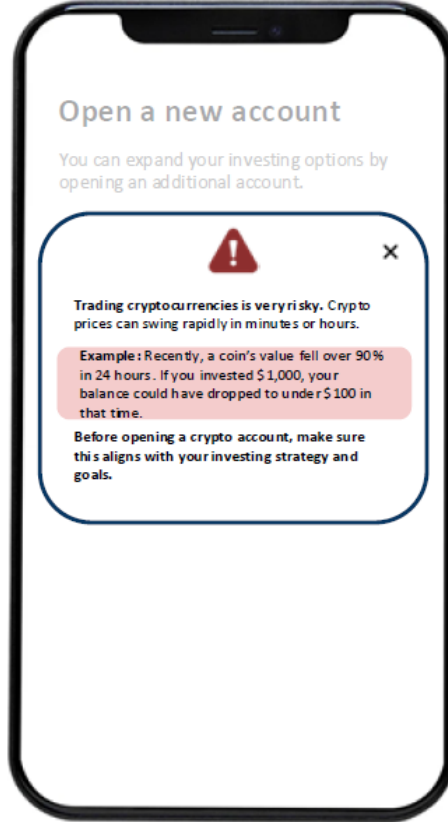 Open a new account
You can expand your investing options by
opening an additional account.
Trading cryptocurrencies is very risky. Crypto
prices can swing rapidly in minutes or hours.
Example: Recently, a coin's value fell over 90%
in 24 hours. If you invested $1,000, your
balance could have dropped to under $100 in
that time.
Before opening a crypto account, make sure
this aligns with your investing strategy and
goals.